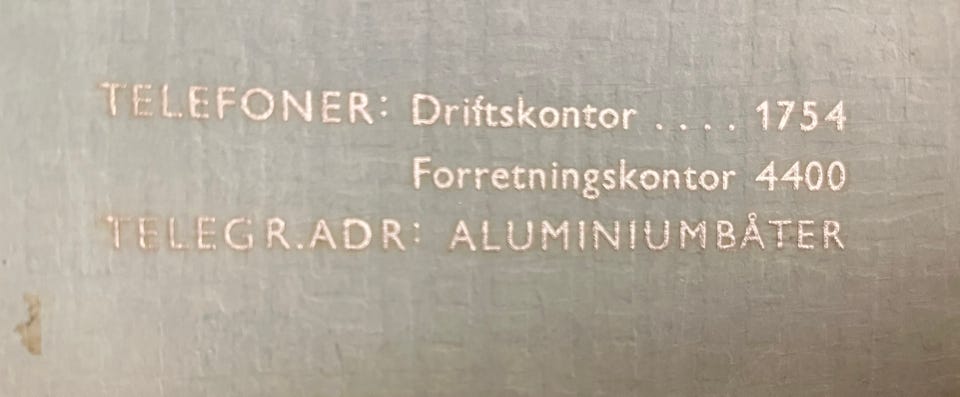 TELEFONER: Driftskontor .... 1754
Forretningskontor 4400
TELEGR.ADR: ALUMINIUMBÅTER